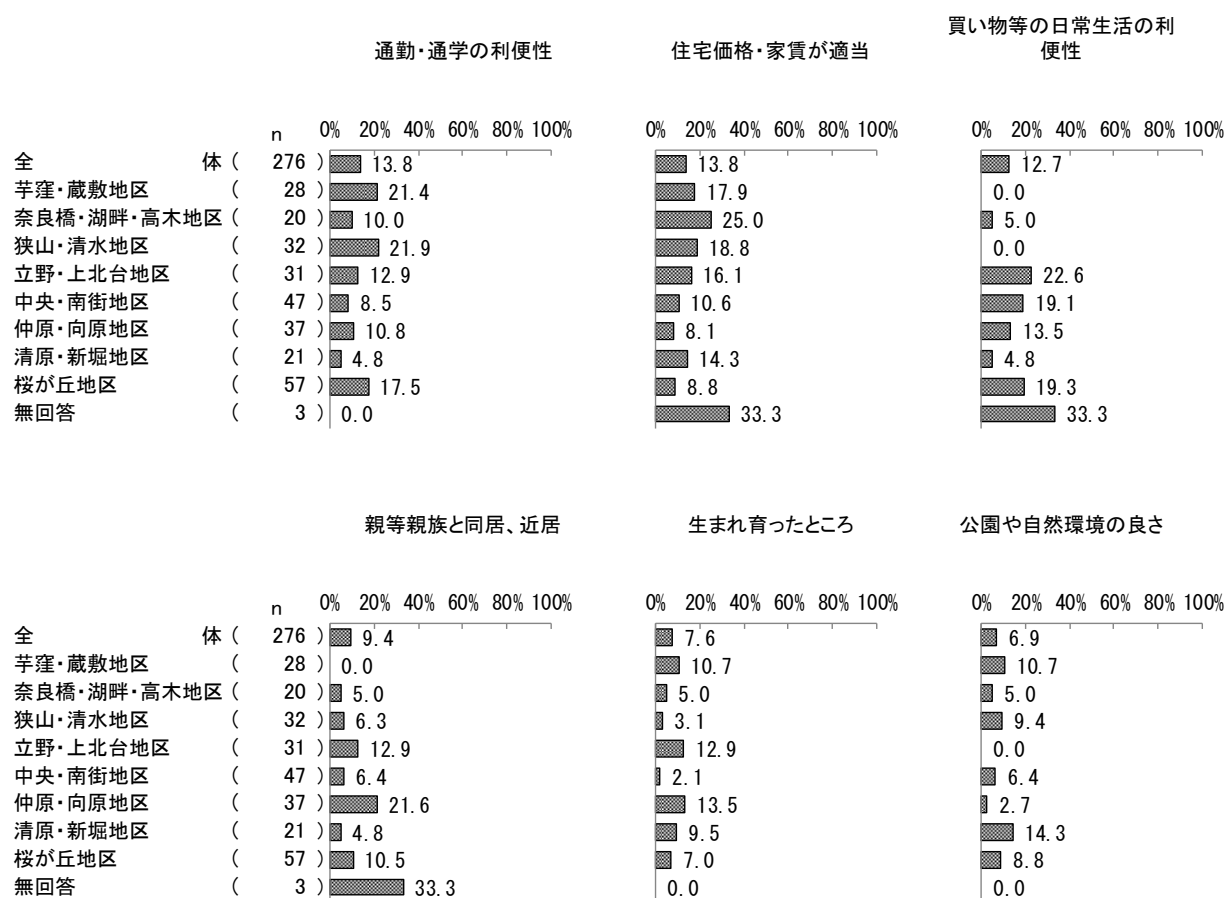 通勤・通学の利便性 住宅価格・家賃が適当 買い物等の日常生活の利
便性
n 0% 20% 40% 60% 80% 100% 0% 20% 40% 60% 80% 100% 0% 20% 40% 60% 80% 100%
全 体 ( 276 ) 13.8 13.8 12.7
芋窪・蔵敷地区 ( 28 ) 21.4 17.9 0.0
奈良橋・湖畔・高木地区 ( 20 ) 10.0 25.0 5.0
狭山・清水地区 ( 32 ) 21.9 18.8 0.0
立野・上北台地区 ( 31 ) 12.9 16.1 22.6
中央・南街地区 ( 47 ) 8.5 10.6 19.1
仲原・向原地区 ( 37 ) 10.8 8.1 13.5
清原・新堀地区 ( 21 ) 4.8 14.3 4.8
桜が丘地区 ( 57 ) 17.5 8.8 19.3
無回答 ( 3 ) 0.0 33.3 33.3
親等親族と同居、近居 生まれ育ったところ 公園や自然環境の良さ
n 0% 20% 40% 60% 80% 100% 0% 20% 40% 60% 80% 100% 0% 20% 40% 60% 80% 100%
全 体 ( 276 ) 9.4 7.6 6.9
芋窪・蔵敷地区 ( 28 ) 0.0 10.7 10.7
奈良橋・湖畔・高木地区 ( 20 ) 5.0 5.0 5.0
狭山・清水地区 ( 32 ) 6.3 3.1 9.4
立野・上北台地区 ( 31 ) 12.9 12.9 0.0
中央・南街地区 ( 47 ) 6.4 2.1 6.4
仲原・向原地区 ( 37 ) 21.6 13.5 2.7
清原・新堀地区 ( 21 ) 4.8 9.5 14.3
桜が丘地区 ( 57 ) 10.5 7.0 8.8
無回答 ( 3 ) 33.3 0.0 0.0